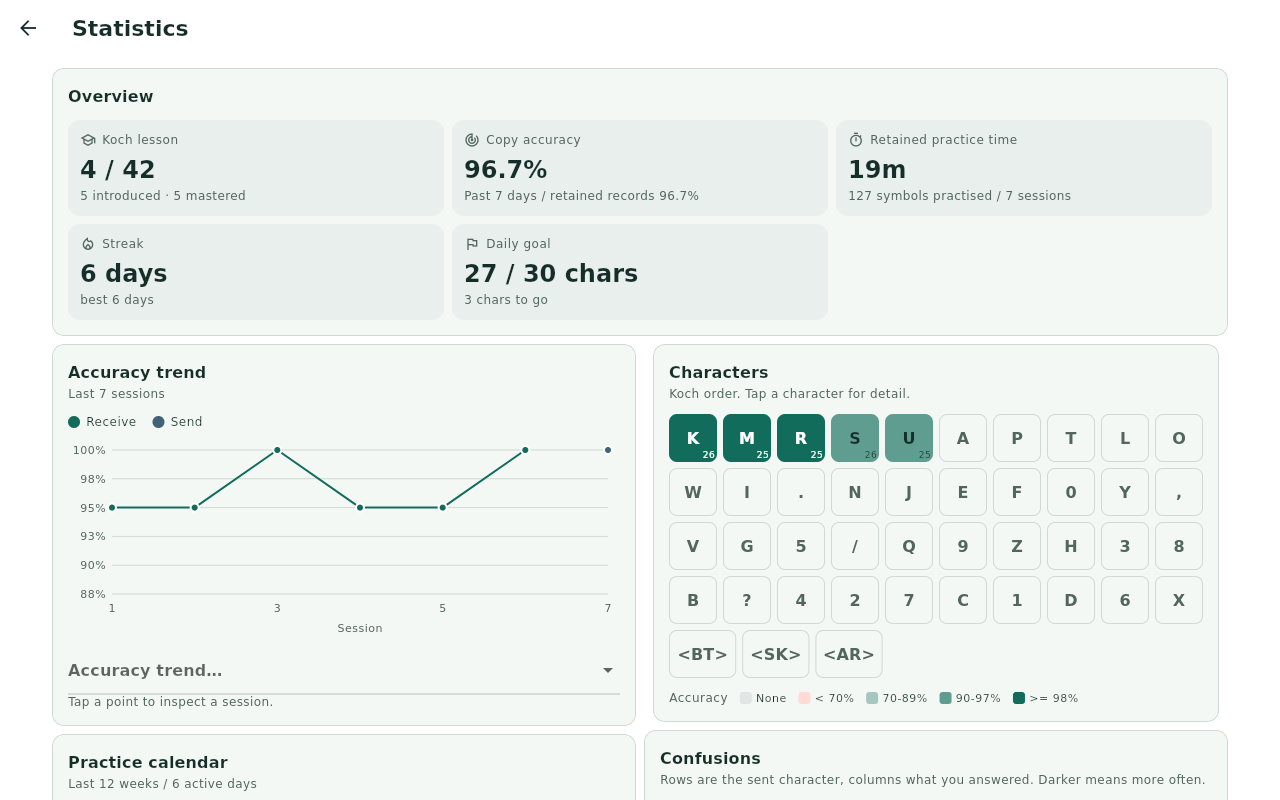 Statistics
Overview
Koch lesson
4 / 42
5 introduced · 5 mastered
Copy accuracy
96.7%
Past 7 days / retained records 96.7%
Retained practice time
19m
127 symbols practised / 7 sessions
Streak
6 days
best 6 days
Daily goal
27 / 30 chars
3 chars to go
Accuracy trend
Last 7 sessions
Receive Send
100%
98%
95%
93%
90%
88%
1 3 5 7
Session
Accuracy trend…
Tap a point to inspect a session.
Characters
Koch order. Tap a character for detail.
K 26 M 25 R 25 S 26 U 25 A P T L O
W I . N J E F 0 Y ,
V G 5 / Q 9 Z H 3 8
B ? 4 2 7 C 1 D 6 X
<BT> <SK> <AR>
Accuracy None < 70% 70-89% 90-97% >= 98%
Practice calendar
Last 12 weeks / 6 active days
Confusions
Rows are the sent character, columns what you answered. Darker means more often.